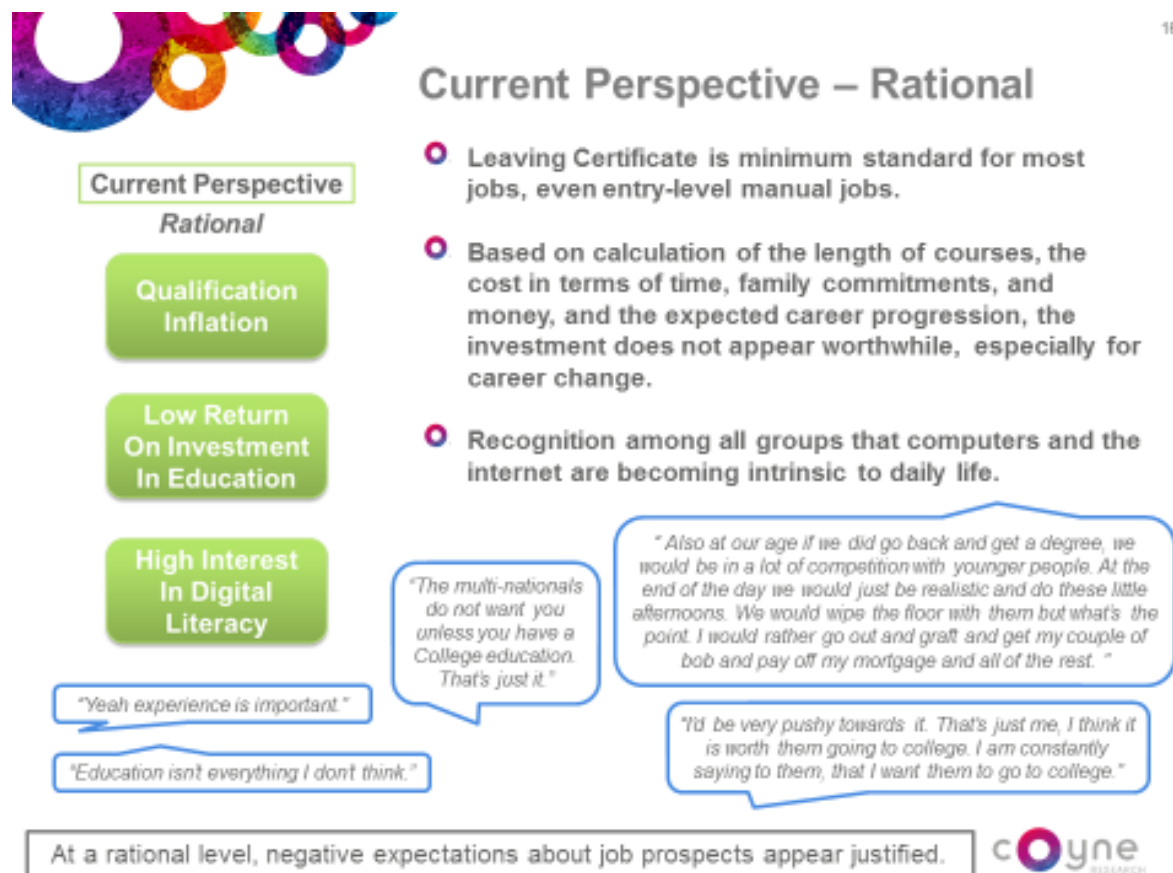 Current Perspective – Rational
Current Perspective
Rational
Qualification
Inflation
Low Return
On Investment
In Education
High Interest
In Digital
Literacy
Leaving Certificate is minimum standard for most
jobs, even entry-level manual jobs.
Based on calculation of the length of courses, the
cost in terms of time, family commitments, and
money, and the expected career progression, the
investment does not appear worthwhile, especially for
career change.
Recognition among all groups that computers and the
internet are becoming intrinsic to daily life.
"Yeah experience is important."
"Education isn't everything I don't think."
"The multi-nationals
do not want you
unless you have a
College education.
That's just it."
" Also at our age if we did go back and get a degree, we
would be in a lot of competition with younger people. At the
end of the day we would just be realistic and do these little
afternoons. We would wipe the floor with them but what's the
point. I would rather go out and graft and get my couple of
bob and pay off my mortgage and all of the rest. "
"I'd be very pushy towards it. That's just me, I think it
is worth them going to college. I am constantly
saying to them, that I want them to go to college."
At a rational level, negative expectations about job prospects appear justified.
coyne
RESEARCH